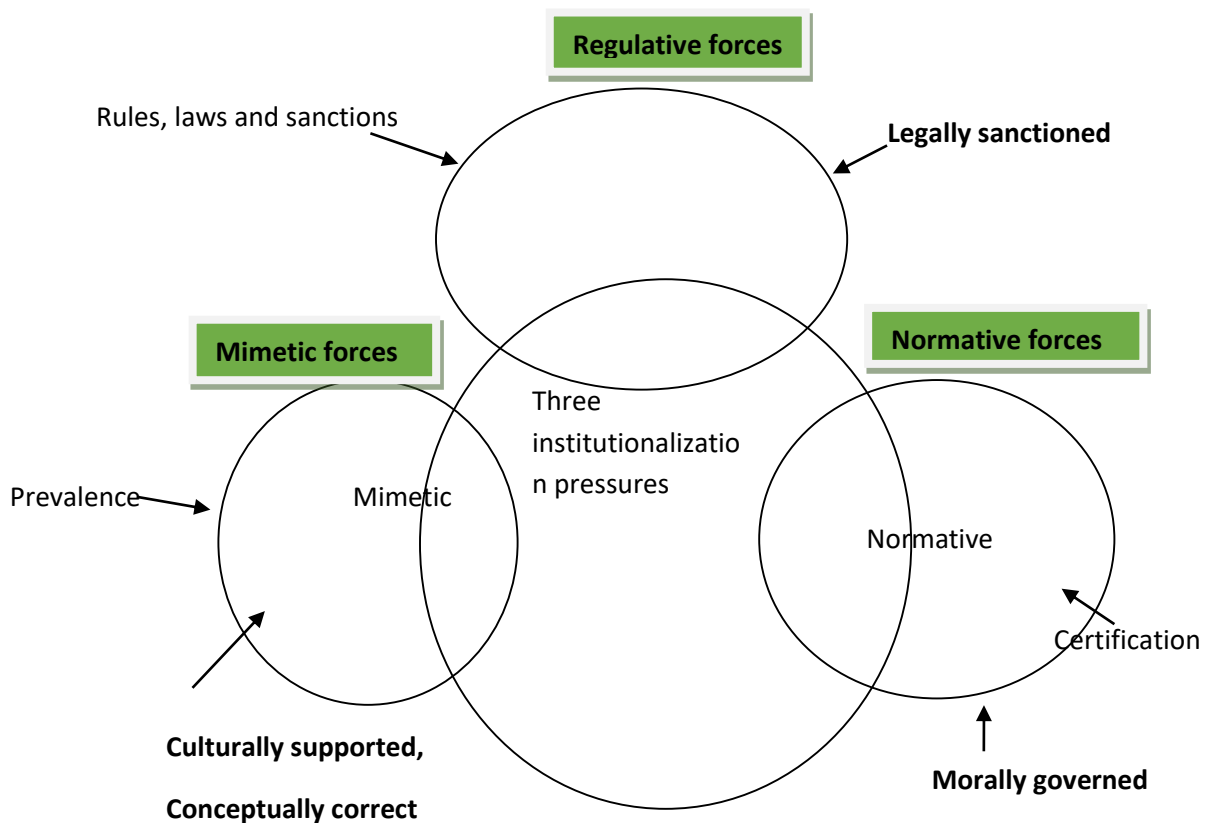 Regulative forces
Rules, laws and sanctions
Legally sanctioned
Mimetic forces
Normative forces
Three
institutionalizatio
n pressures
Prevalence
Mimetic
Normative
Certification
Culturally supported,
Conceptually correct
Morally governed